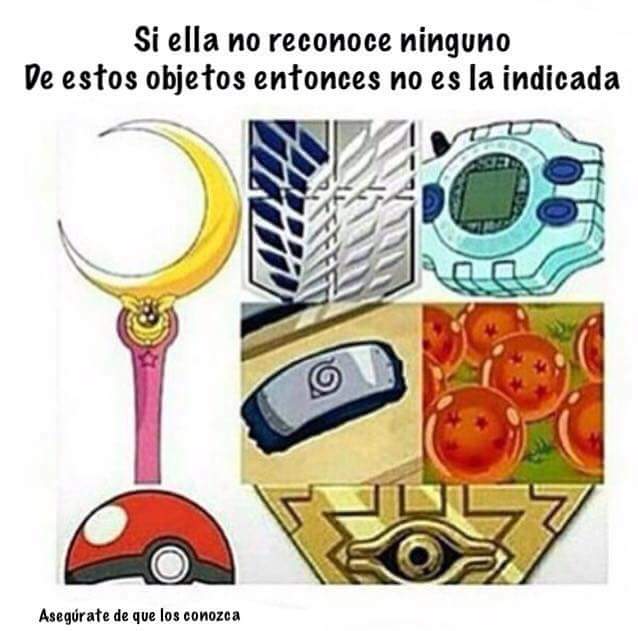 Si ella no reconoce ninguno
De estos objetos entonces no es la indicada
Asegúrate de que los conozca